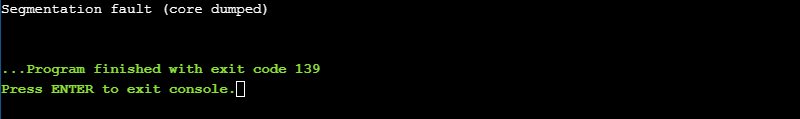 Segmentation fault (core dumped)
...Program finished with exit code 139
Press ENTER to exit console.